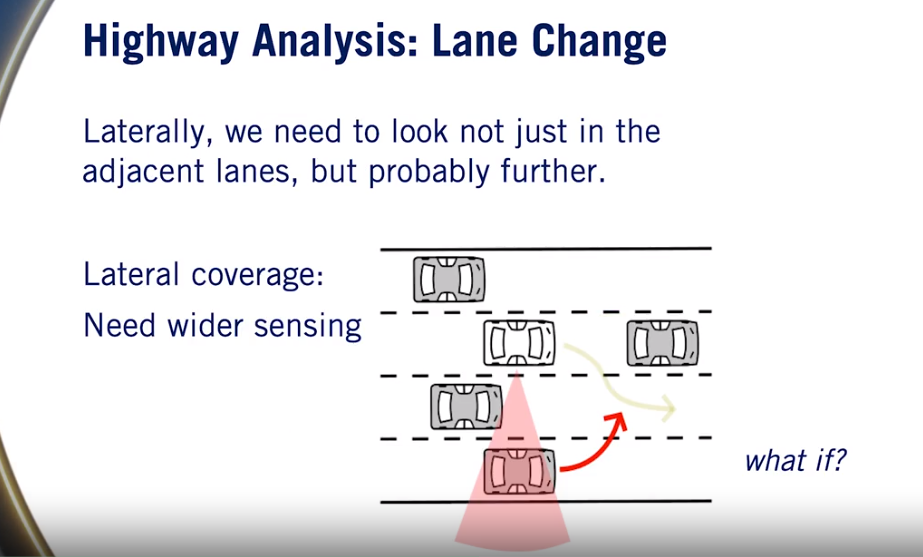 Highway Analysis: Lane Change
Laterally, we need to look not just in the
adjacent lanes, but probably further.
Lateral coverage:
Need wider sensing
what if?